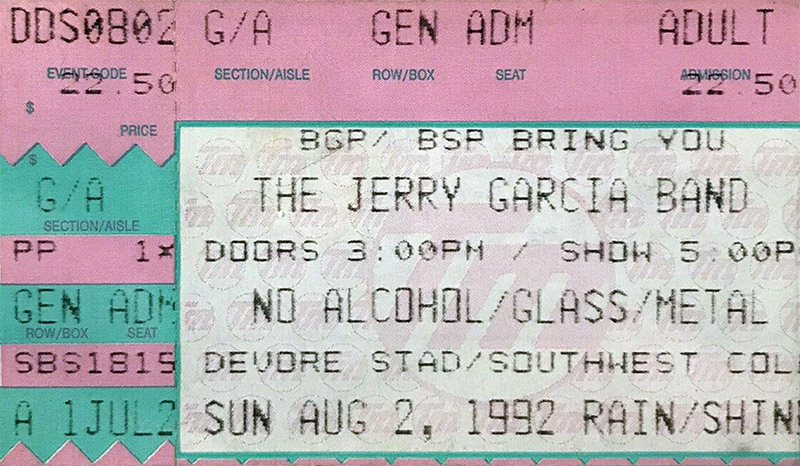 DDS0802 G/A GEN ADM ADULT
EVENT CODE SECTION/AISLE ROW/BOX SEAT ADMISSION
22.50 22.50
$
PRICE
$
BGP/ BSP BRING YOU
G/A THE JERRY GARCIA BAND
SECTION/AISLE
PP 1× DOORS 3:00PM / SHOW 5:00P
GEN ADM NO ALCOHOL/GLASS/METAL
ROW/BOX SEAT
SBS1815 DEVORE STAD/SOUTHWEST COL
A 1JUL2 SUN AUG 2, 1992 RAIN/SHIN